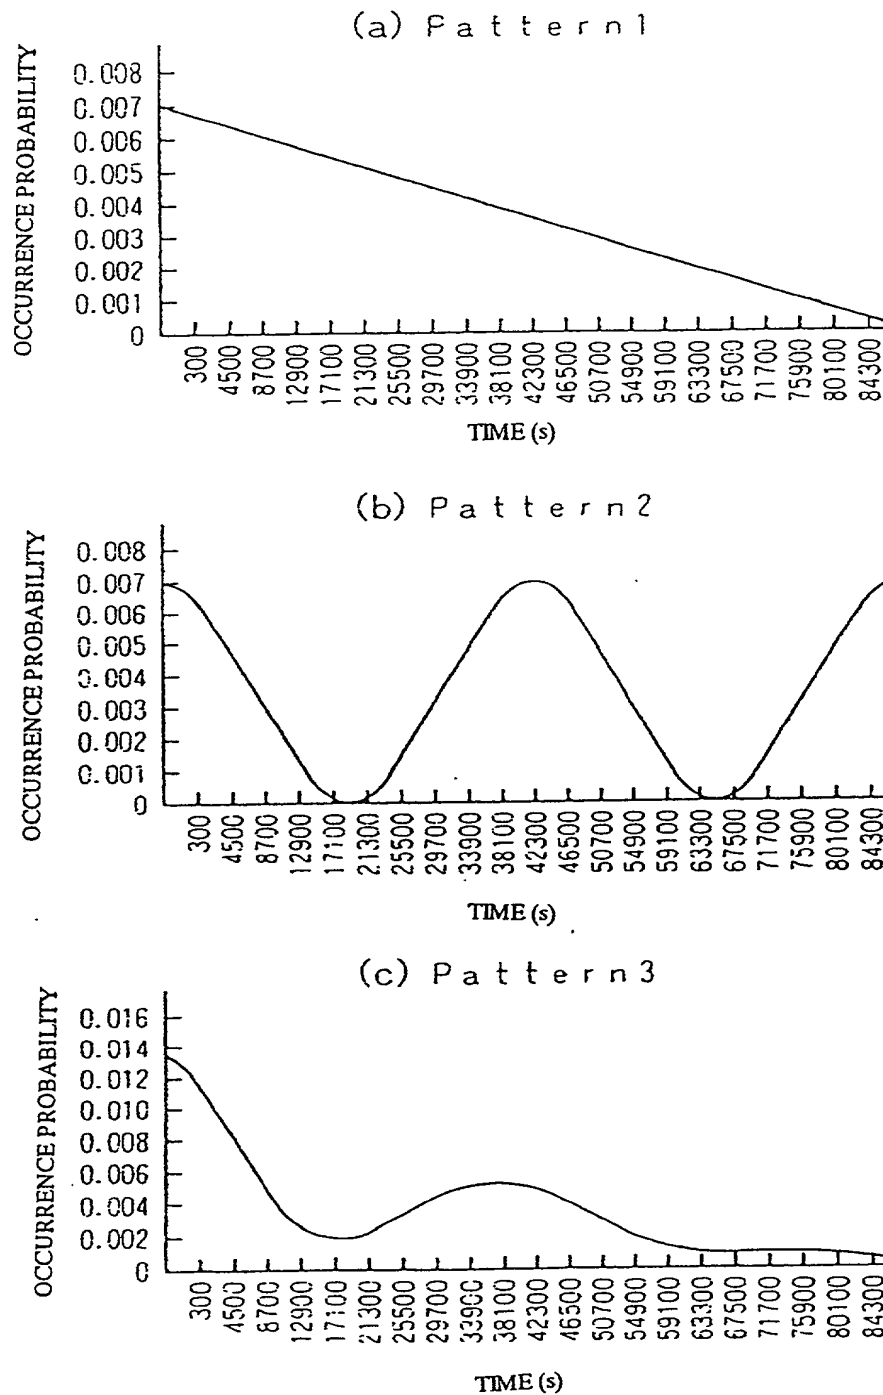 (a) Pattern1
OCCURRENCE PROBABILITY
0.008
0.007
0.006
0.005
0.004
0.003
0.002
0.001
0
300 4500 8700 12900 17100 21300 25500 29700 33900 38100 42300 46500 50700 54900 59100 63300 67500 71700 75900 80100 84300
TIME (s)
(b) Pattern2
OCCURRENCE PROBABILITY
0.008
0.007
0.006
0.005
0.004
0.003
0.002
0.001
0
300 4500 8700 12900 17100 21300 25500 29700 33900 38100 42300 46500 50700 54900 59100 63300 67500 71700 75900 80100 84300
TIME (s)
(c) Pattern3
OCCURRENCE PROBABILITY
0.016
0.014
0.012
0.010
0.008
0.006
0.004
0.002
0
300 4500 8700 12900 17100 21300 25500 29700 33900 38100 42300 46500 50700 54900 59100 63300 67500 71700 75900 80100 84300
TIME (s)